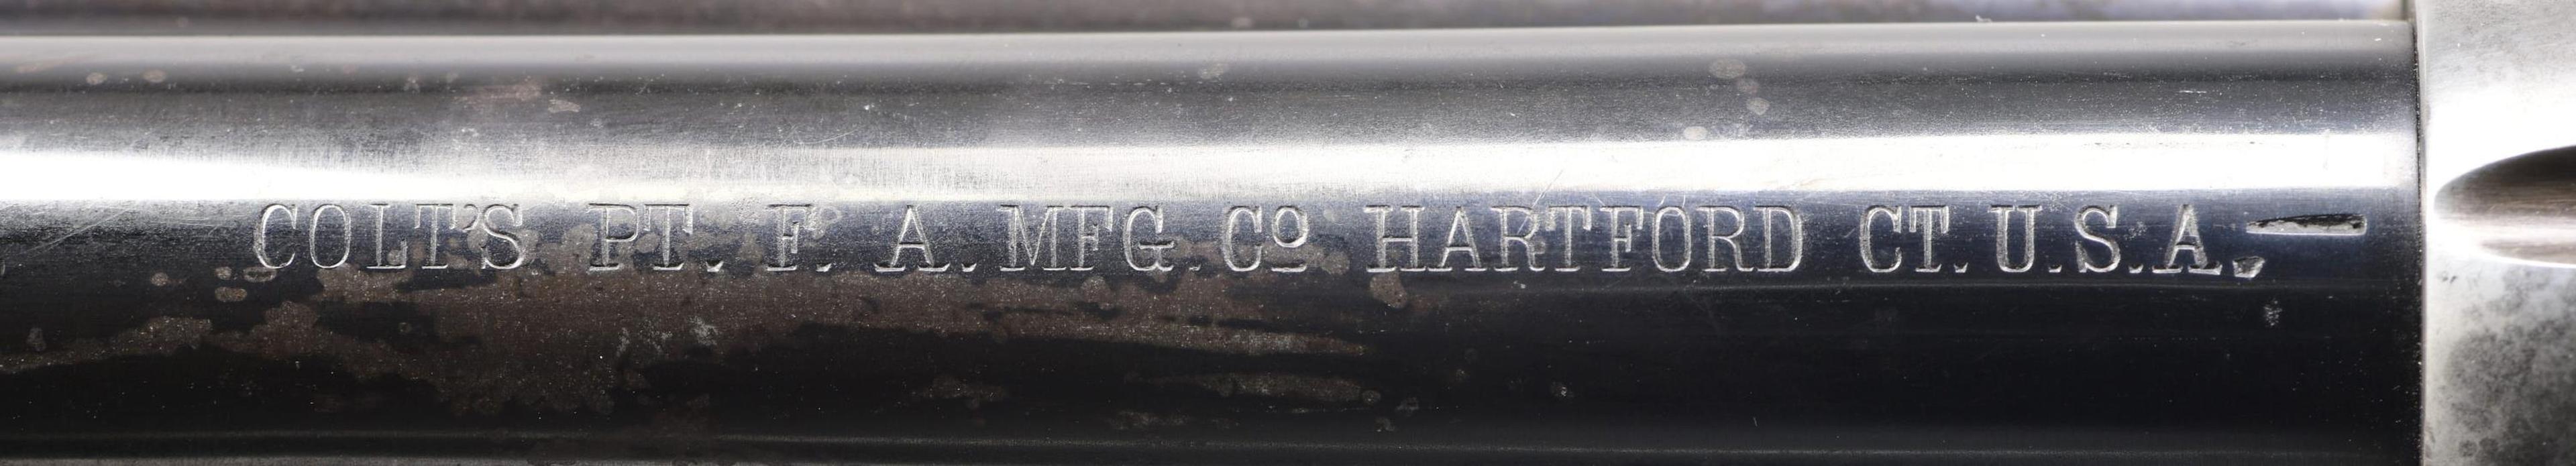 COLT'S PT. F. A. MFG. Co HARTFORD CT. U.S.A. —